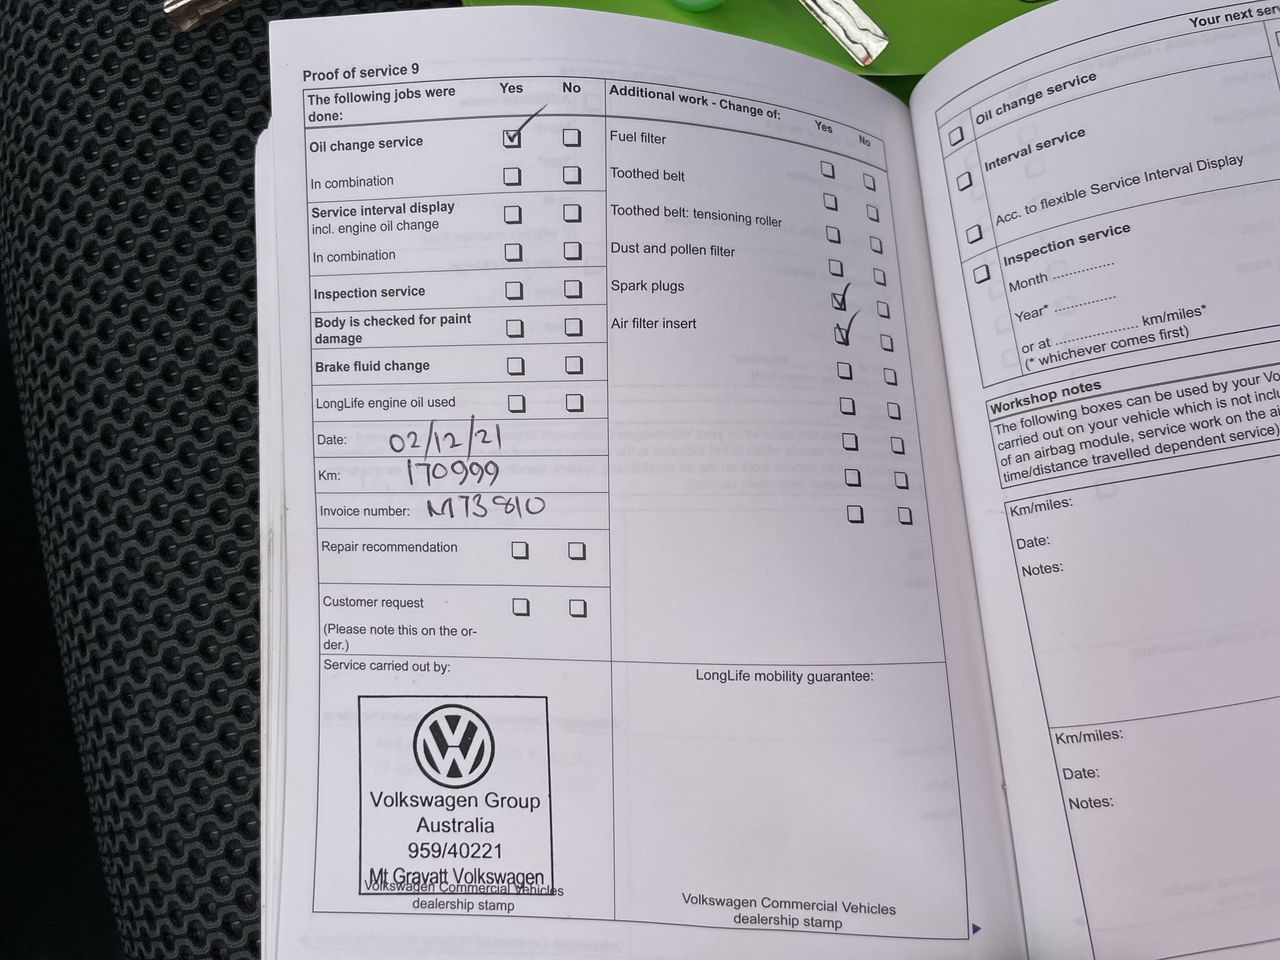 Proof of service 9
The following jobs were done:
Yes No
Oil change service
In combination
Service interval display
incl. engine oil change
In combination
Inspection service
Body is checked for paint
damage
Brake fluid change
LongLife engine oil used
Date: 02/12/21
Km: 170999
Invoice number: M73810
Repair recommendation
Customer request
(Please note this on the or-
der.)
Service carried out by:
Volkswagen Group
Australia
959/40221
Mt Gravatt Volkswagen
Volkswagen Commercial Vehicles
dealership stamp
Additional work - Change of:
Yes No
Fuel filter
Toothed belt
Toothed belt: tensioning roller
Dust and pollen filter
Spark plugs
Air filter insert
LongLife mobility guarantee:
Volkswagen Commercial Vehicles
dealership stamp
Your next
Oil change service
Interval service
Acc. to flexible Service Interval Display
Inspection service
Month ..............
Year* ..............
or at .................. km/miles*
(* whichever comes first)
Workshop notes
The following boxes can be used by your
carried out on your vehicle which is not
of an airbag module, service work on the
time/distance travelled dependent service)
Km/miles:
Date:
Notes:
Km/miles:
Date:
Notes: